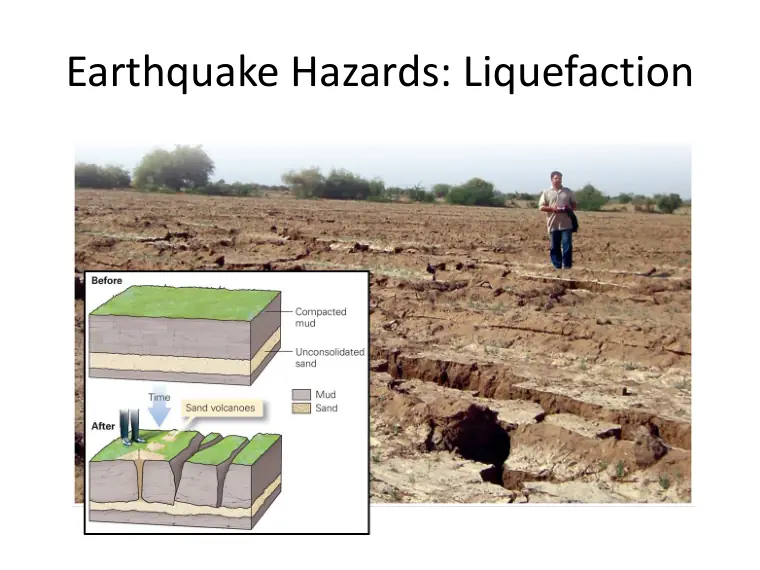 Earthquake Hazards: Liquefaction
Before
Compacted
mud
Unconsolidated
sand
Time
Mud
Sand
Sand volcanoes
After